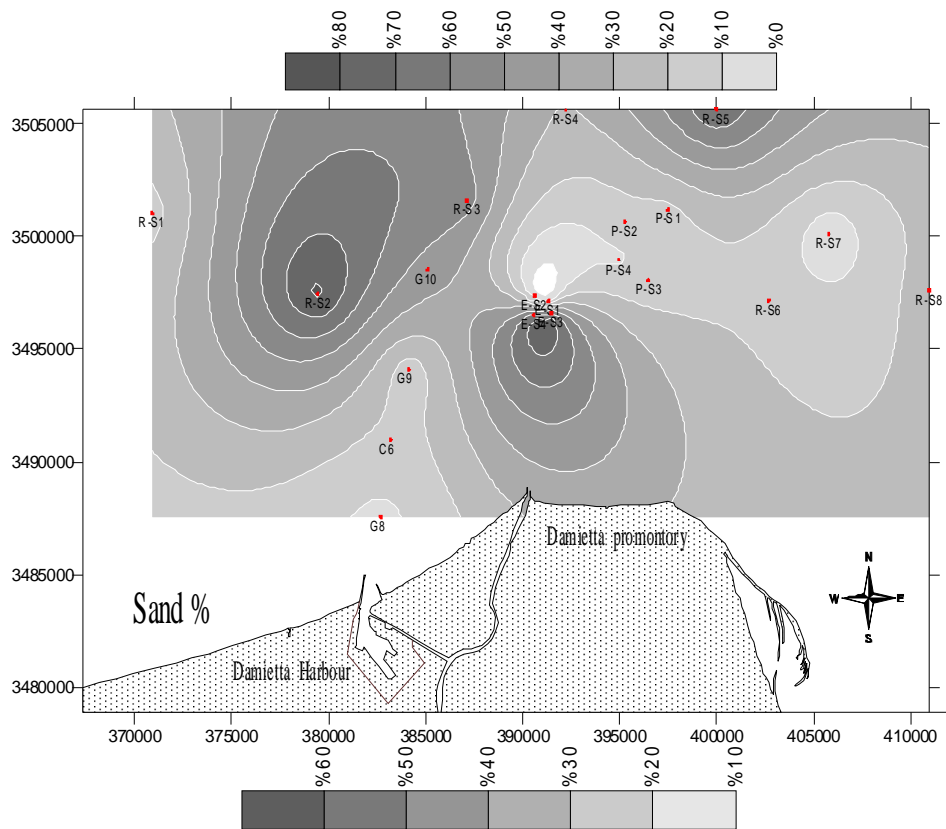 %80 %70 %60 %50 %40 %30 %20 %10 %0
3505000
R-S4
R-S5
R-S1
R-S3
P-S1
P-S2
3500000
R-S7
P-S4
G10
P-S3
R-S2
E-S2
E-S1
R-S6
R-S8
E-S4
E-S3
3495000
G9
C6
3490000
G8
Damietta promontory
3485000
N
W E
S
Sand %
Damietta Harbour
3480000
370000 375000 380000 385000 390000 395000 400000 405000 410000
%60 %50 %40 %30 %20 %10